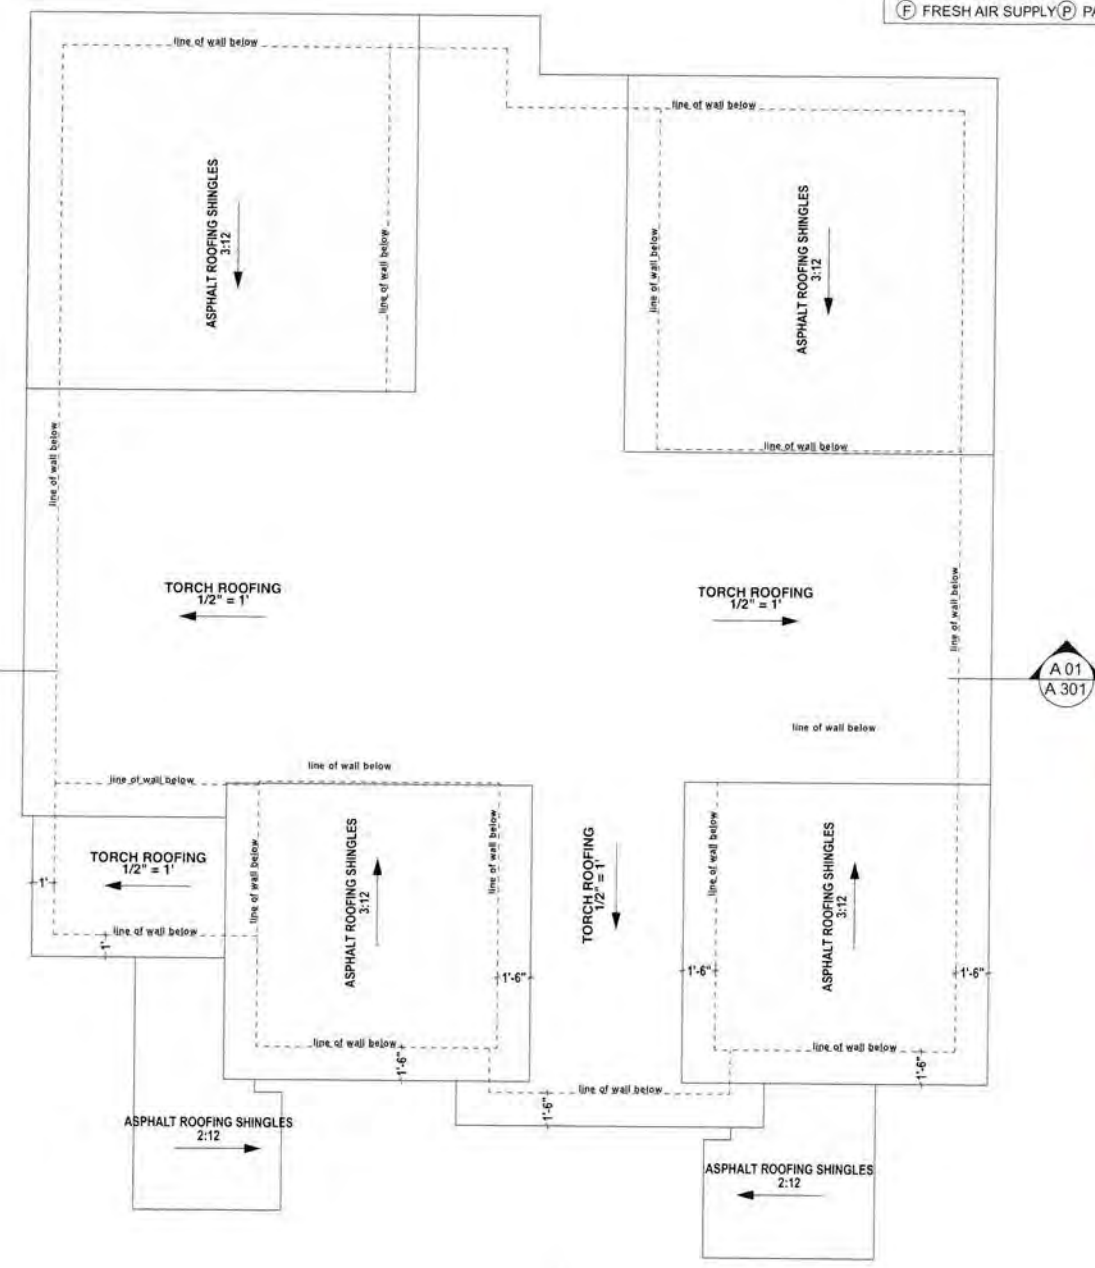 Ⓕ FRESH AIR SUPPLY Ⓟ PA
line of wall below
line of wall below
ASPHALT ROOFING SHINGLES
3:12
line of wall below
line of wall below
ASPHALT ROOFING SHINGLES
3:12
line of wall below
line of wall below
TORCH ROOFING
1/2" = 1'
TORCH ROOFING
1/2" = 1'
line of wall below
A 01
A 301
line of wall below
line of wall below
line of wall below
TORCH ROOFING
1/2" = 1'
1'
line of wall below
1'
line of wall below
ASPHALT ROOFING SHINGLES
3:12
line of wall below
1'-6"
TORCH ROOFING
1/2" = 1'
line of wall below
1'-6"
ASPHALT ROOFING SHINGLES
3:12
1'-6"
line of wall below
1'-6"
line of wall below
1'-6"
line of wall below
1'-6"
ASPHALT ROOFING SHINGLES
2:12
ASPHALT ROOFING SHINGLES
2:12